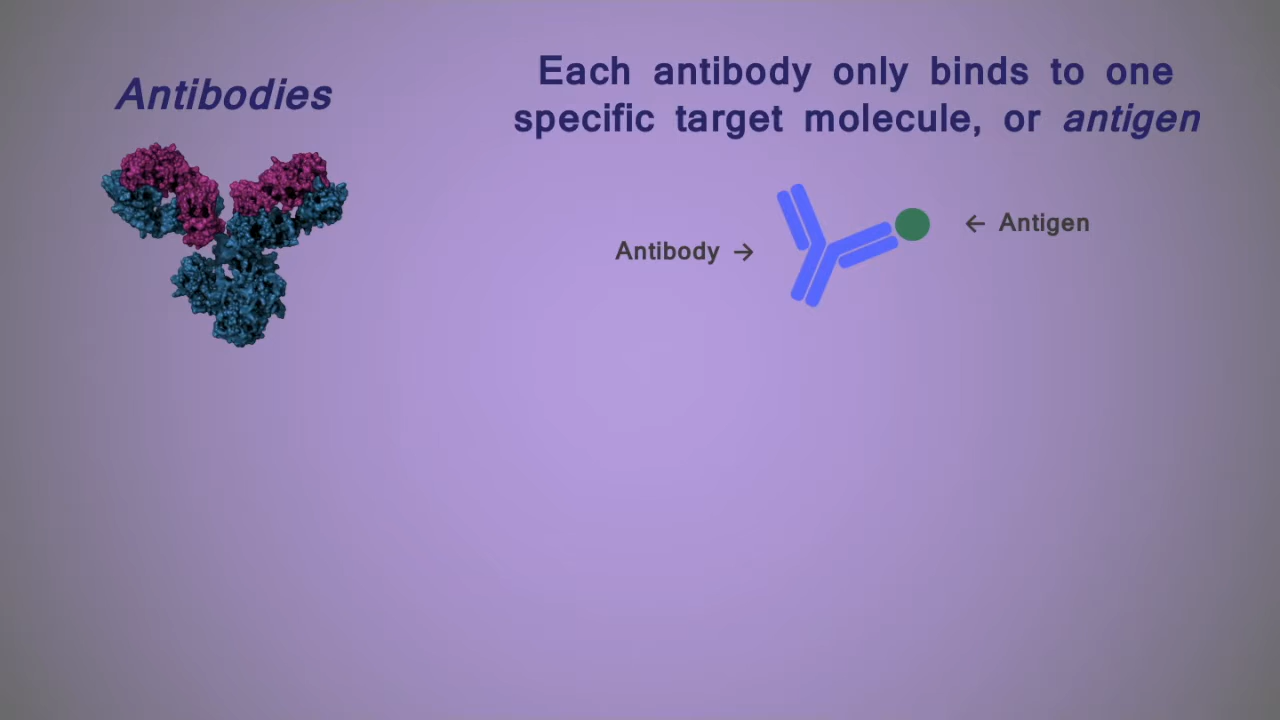 Antibodies
Each antibody only binds to one
specific target molecule, or antigen
Antibody →
← Antigen